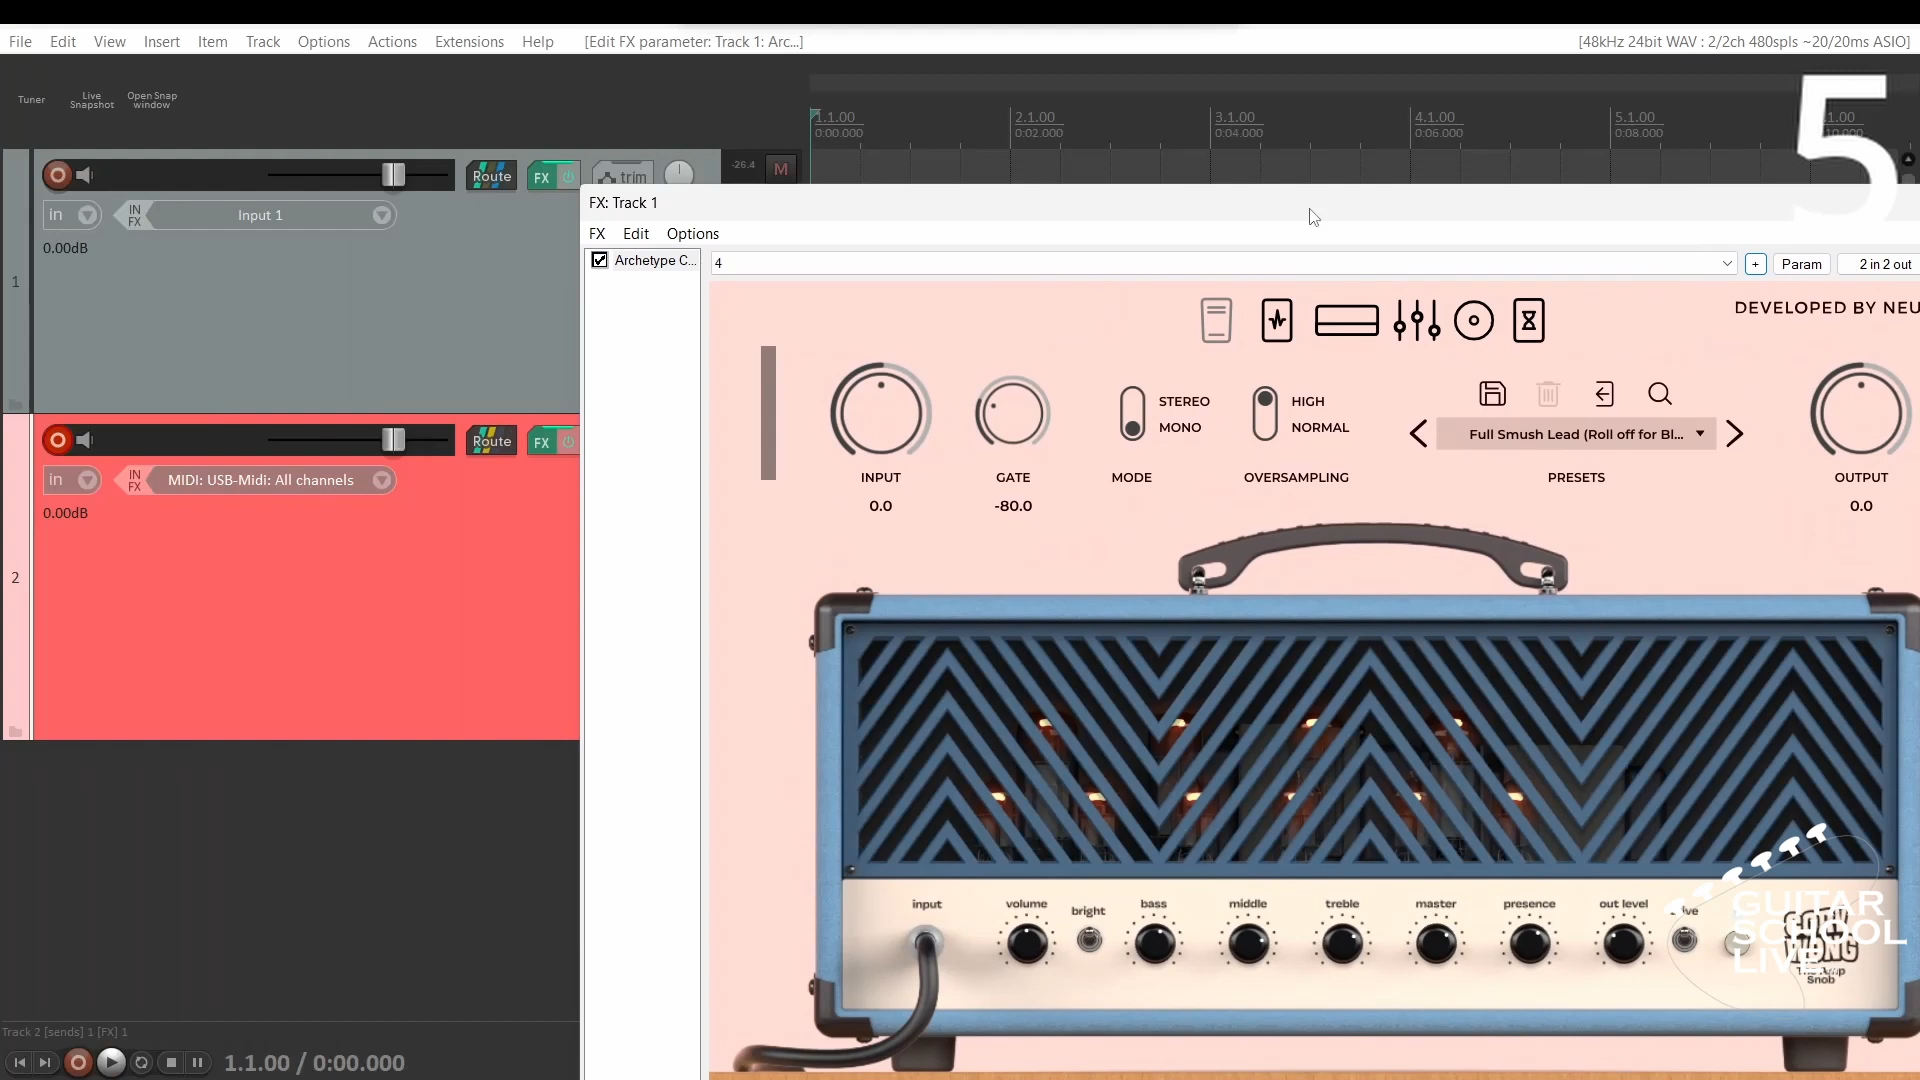 File Edit View Insert Item Track Options Actions Extensions Help [Edit FX parameter: Track 1: Arc...] [48kHz 24bit WAV : 2/2ch 480spls ~20/20ms ASIO]
5
Tuner
Live Snapshot
Open Snap window
1.1.00 2.1.00 3.1.00 4.1.00 5.1.00
0:00.000 0:02.000 0:04.000 0:06.000 0:08.000
Route FX trim -26.4 M
in IN FX Input 1
0.00dB
1
FX: Track 1
FX Edit Options
Archetype C... 4 + Param 2 in 2 out
DEVELOPED BY NEU
STEREO
MONO
HIGH
NORMAL
Full Smush Lead (Roll off for Bl...
INPUT GATE MODE OVERSAMPLING PRESETS OUTPUT
0.0 -80.0 0.0
Route FX
in IN FX MIDI: USB-Midi: All channels
0.00dB
2
input volume bright bass middle treble master presence out level
GUITAR
SCHOOL
LIVE
Snob
Track 2 [sends] 1 [FX] 1
1.1.00 / 0:00.000